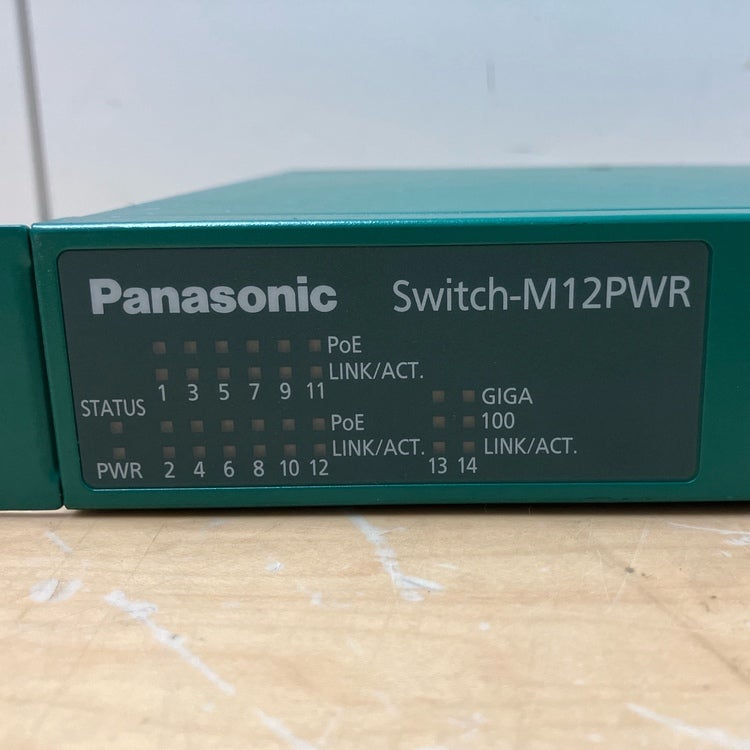 Panasonic Switch-M12PWR
PoE
LINK/ACT.
1 3 5 7 9 11
STATUS
PoE
LINK/ACT.
PWR 2 4 6 8 10 12
GIGA
100
LINK/ACT.
13 14